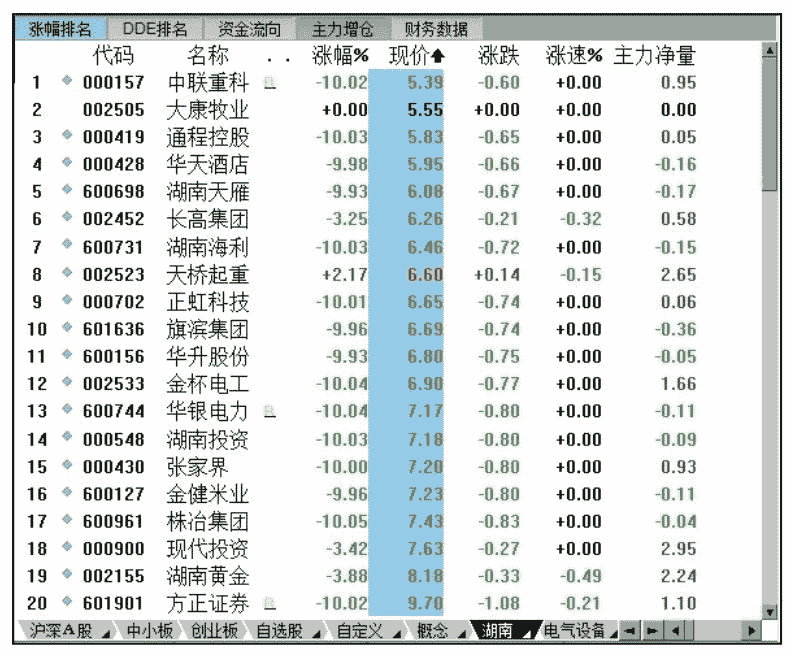 涨幅排名 DDE排名 资金流向 主力增仓 财务数据
代码 名称 . . 涨幅% 现价 涨跌 涨速% 主力净量
1 000157 中联重科 -10.02 5.39 -0.60 +0.00 0.95
2 002505 大康牧业 +0.00 5.55 +0.00 +0.00 0.00
3 000419 通程控股 -10.03 5.83 -0.65 +0.00 0.05
4 000428 华天酒店 -9.98 5.95 -0.66 +0.00 -0.16
5 600698 湖南天雁 -9.93 6.08 -0.67 +0.00 -0.17
6 002452 长高集团 -3.25 6.26 -0.21 -0.32 0.58
7 600731 湖南海利 -10.03 6.46 -0.72 +0.00 -0.15
8 002523 天桥起重 +2.17 6.60 +0.14 -0.15 2.65
9 000702 正虹科技 -10.01 6.65 -0.74 +0.00 0.06
10 601636 旗滨集团 -9.96 6.69 -0.74 +0.00 -0.36
11 600156 华升股份 -9.93 6.80 -0.75 +0.00 -0.05
12 002533 金杯电工 -10.04 6.90 -0.77 +0.00 1.66
13 600744 华银电力 -10.04 7.17 -0.80 +0.00 -0.11
14 000548 湖南投资 -10.03 7.18 -0.80 +0.00 -0.09
15 000430 张家界 -10.00 7.20 -0.80 +0.00 0.93
16 600127 金健米业 -9.96 7.23 -0.80 +0.00 -0.11
17 600961 株冶集团 -10.05 7.43 -0.83 +0.00 -0.04
18 000900 现代投资 -3.42 7.63 -0.27 +0.00 2.95
19 002155 湖南黄金 -3.88 8.18 -0.33 -0.49 2.24
20 601901 方正证券 -10.02 9.70 -1.08 -0.21 1.10
沪深A股 中小板 创业板 自选股 自定义 概念 湖南 电气设备